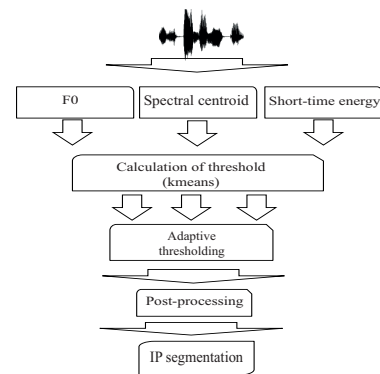 F0
Spectral centroid
Short-time energy
Calculation of threshold
(kmeans)
Adaptive
thresholding
Post-processing
IP segmentation